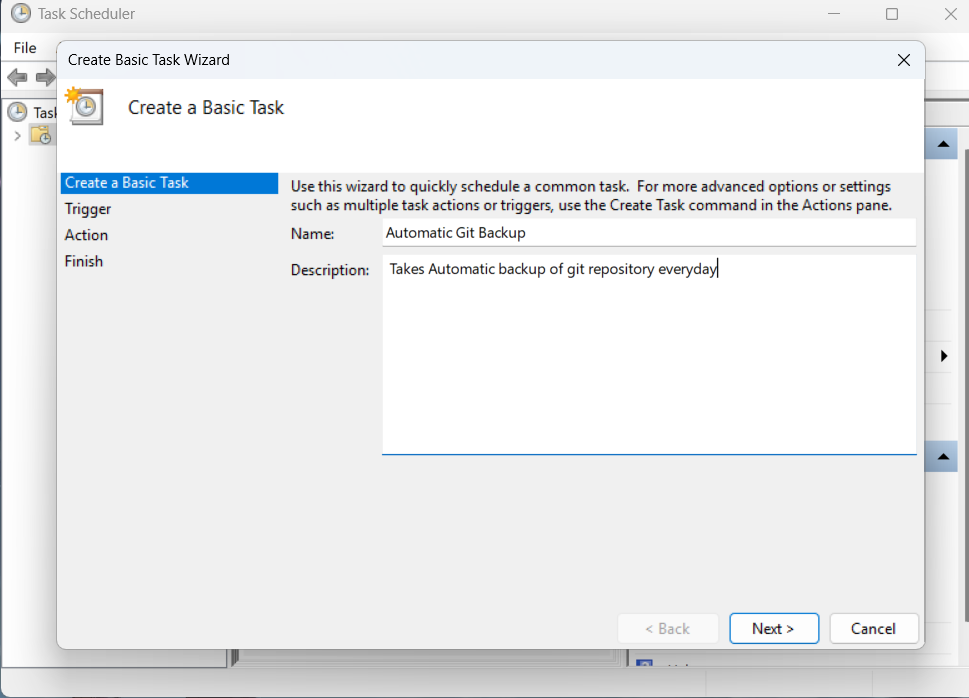 Task Scheduler
File
Create Basic Task Wizard
Create a Basic Task
Task
Create a Basic Task
Trigger
Action
Finish
Use this wizard to quickly schedule a common task. For more advanced options or settings
such as multiple task actions or triggers, use the Create Task command in the Actions pane.
Name:
Automatic Git Backup
Description:
Takes Automatic backup of git repository everyday
< Back
Next >
Cancel